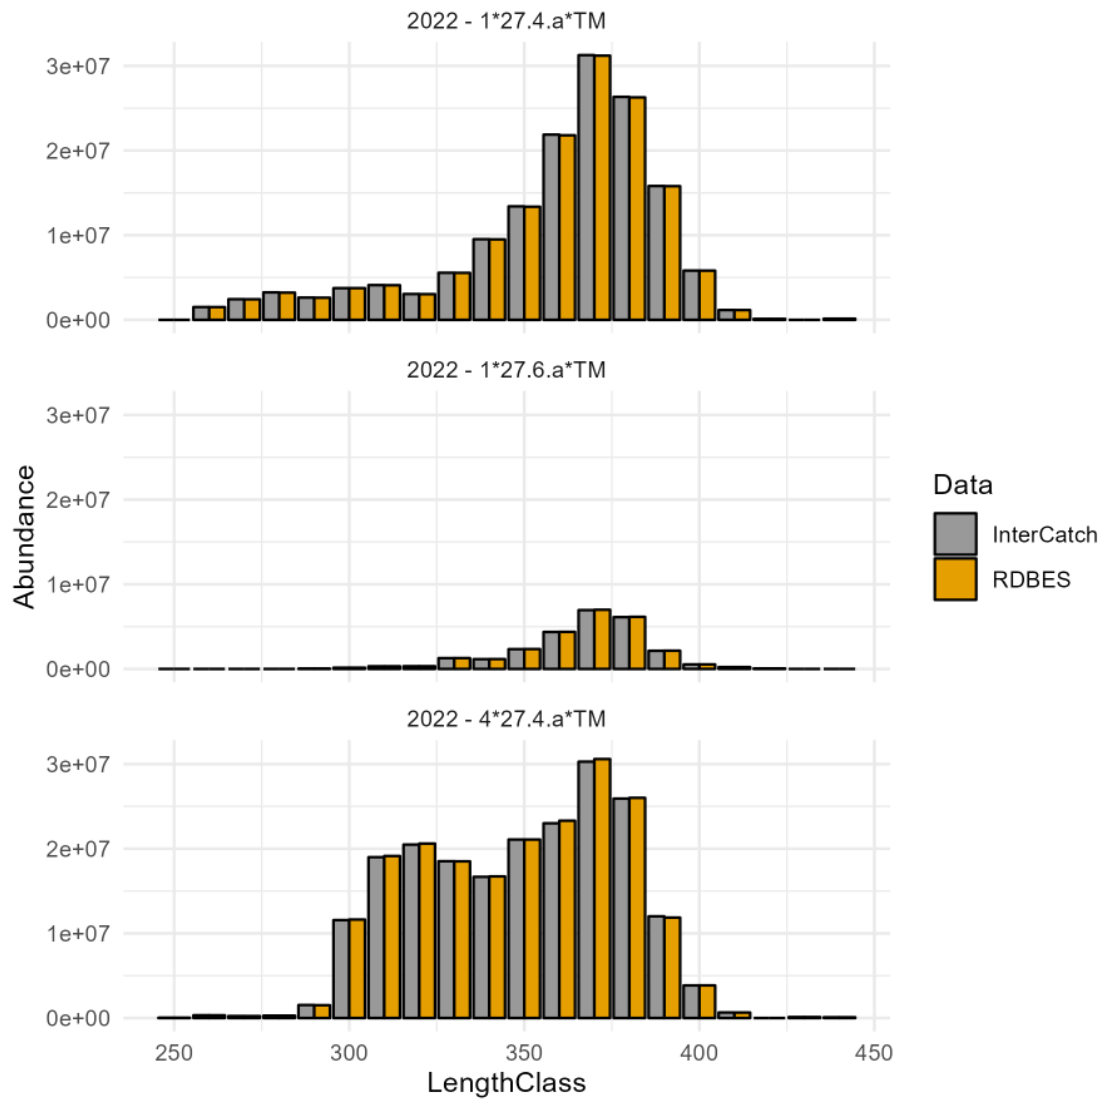 2022 - 1*27.4.a*TM
3e+07
2e+07
1e+07
0e+00
2022 - 1*27.6.a*TM
3e+07
2e+07
1e+07
0e+00
Abundance
2022 - 4*27.4.a*TM
3e+07
2e+07
1e+07
0e+00
250 300 350 400 450
LengthClass
Data
InterCatch
RDBES